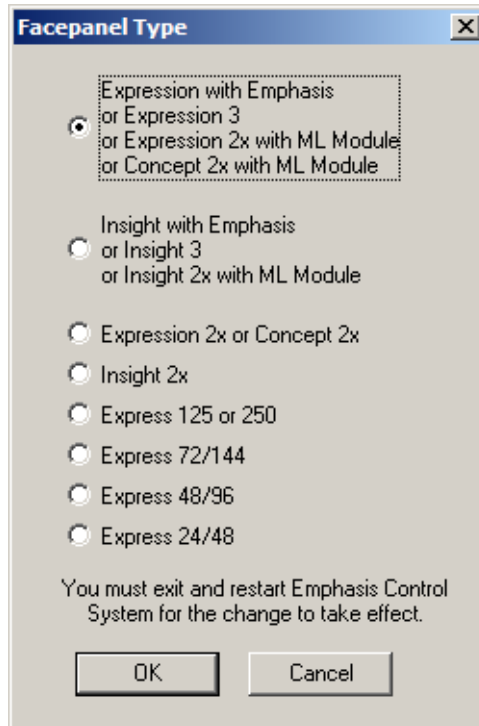 Facepanel Type
Expression with Emphasis
or Expression 3
or Expression 2x with ML Module
or Concept 2x with ML Module
Insight with Emphasis
or Insight 3
or Insight 2x with ML Module
Expression 2x or Concept 2x
Insight 2x
Express 125 or 250
Express 72/144
Express 48/96
Express 24/48
You must exit and restart Emphasis Control
System for the change to take effect.
OK
Cancel